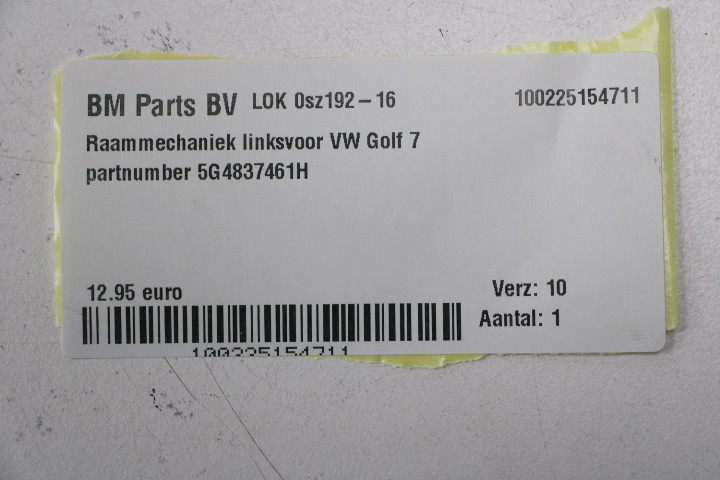 BM Parts BV LOK 0sz192-16 100225154711
Raammechaniek linksvoor VW Golf 7
partnumber 5G4837461H
12.95 euro Verz: 10
Aantal: 1
100225154711